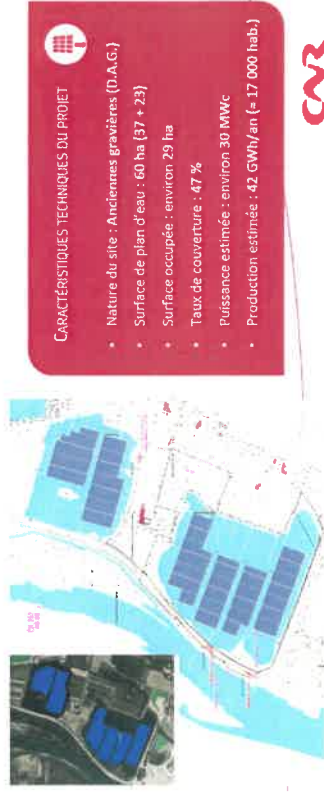 CARACTÉRISTIQUES TECHNIQUES DU PROJET
• Nature du site : Anciennes gravières (D.A.G.)
• Surface de plan d'eau : 60 ha (37 + 23)
• Surface occupée : environ 29 ha
• Taux de couverture : 47 %
• Puissance estimée : environ 30 MWc
• Production estimée : 42 GWh/an (≈ 17 000 hab.)
CNR